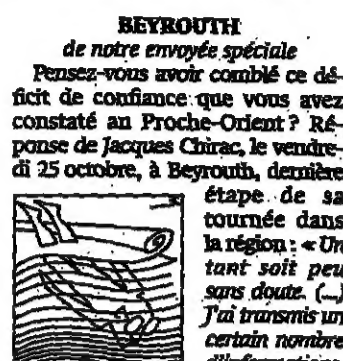 BEYROUTH
de notre envoyée spéciale
Pensez-vous avoir comblé ce dé-
ficit de confiance que vous avez
constaté au Proche-Orient ? Ré-
ponse de Jacques Chirac, le vendre-
di 25 octobre, à Beyrouth, dernière
étape de sa
tournée dans
la région : « Un
tant soit peu
sans doute. (...)
J'ai transmis un
certain nombre
d'informations